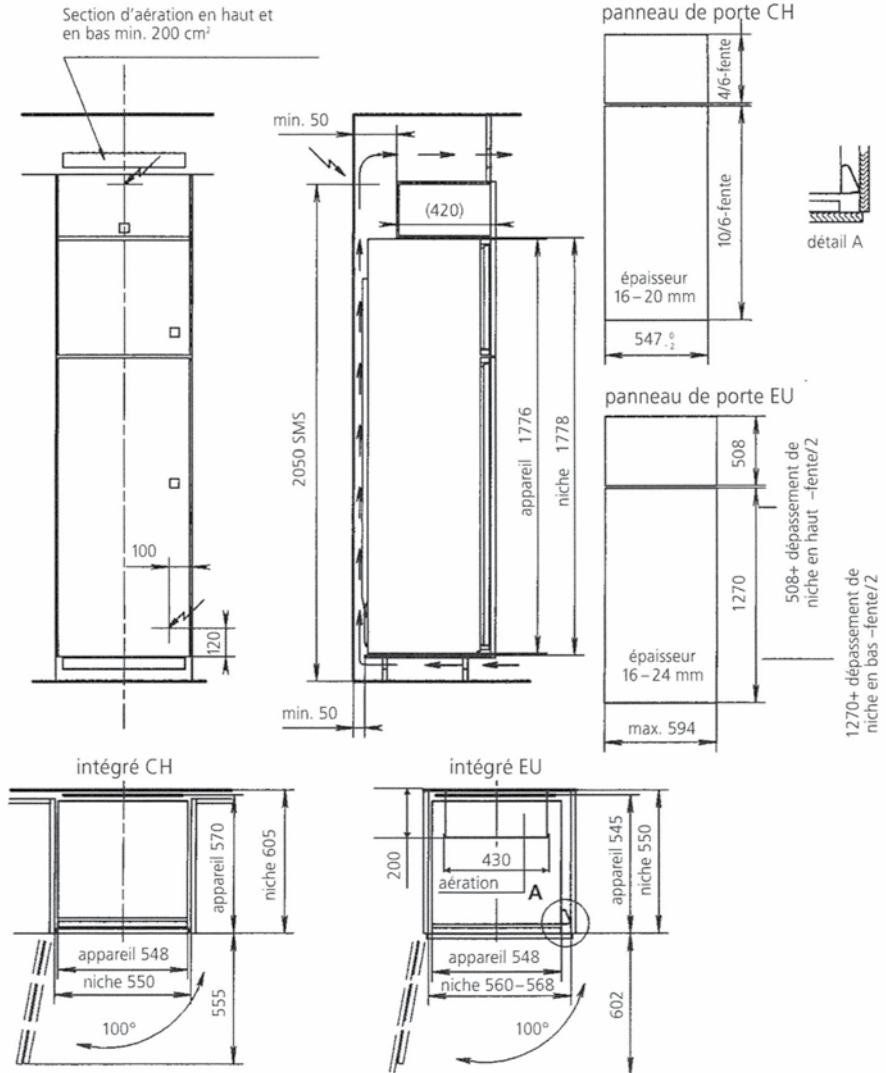 Section d'aération en haut et
en bas min. 200 cm²
min. 50
(420)
2050 SMS
appareil 1776
niche 1778
100
120
min. 50
panneau de porte CH
4/6-fente
10/6-fente
épaisseur
16–20 mm
547 0 -2
détail A
panneau de porte EU
508
1270
épaisseur
16–24 mm
max. 594
508+ dépassement de
niche en haut –fente/2
1270+ dépassement de
niche en bas –fente/2
intégré CH
appareil 570
niche 605
appareil 548
niche 550
555
100°
intégré EU
200
430
aération
A
appareil 545
niche 550
appareil 548
niche 560–568
602
100°